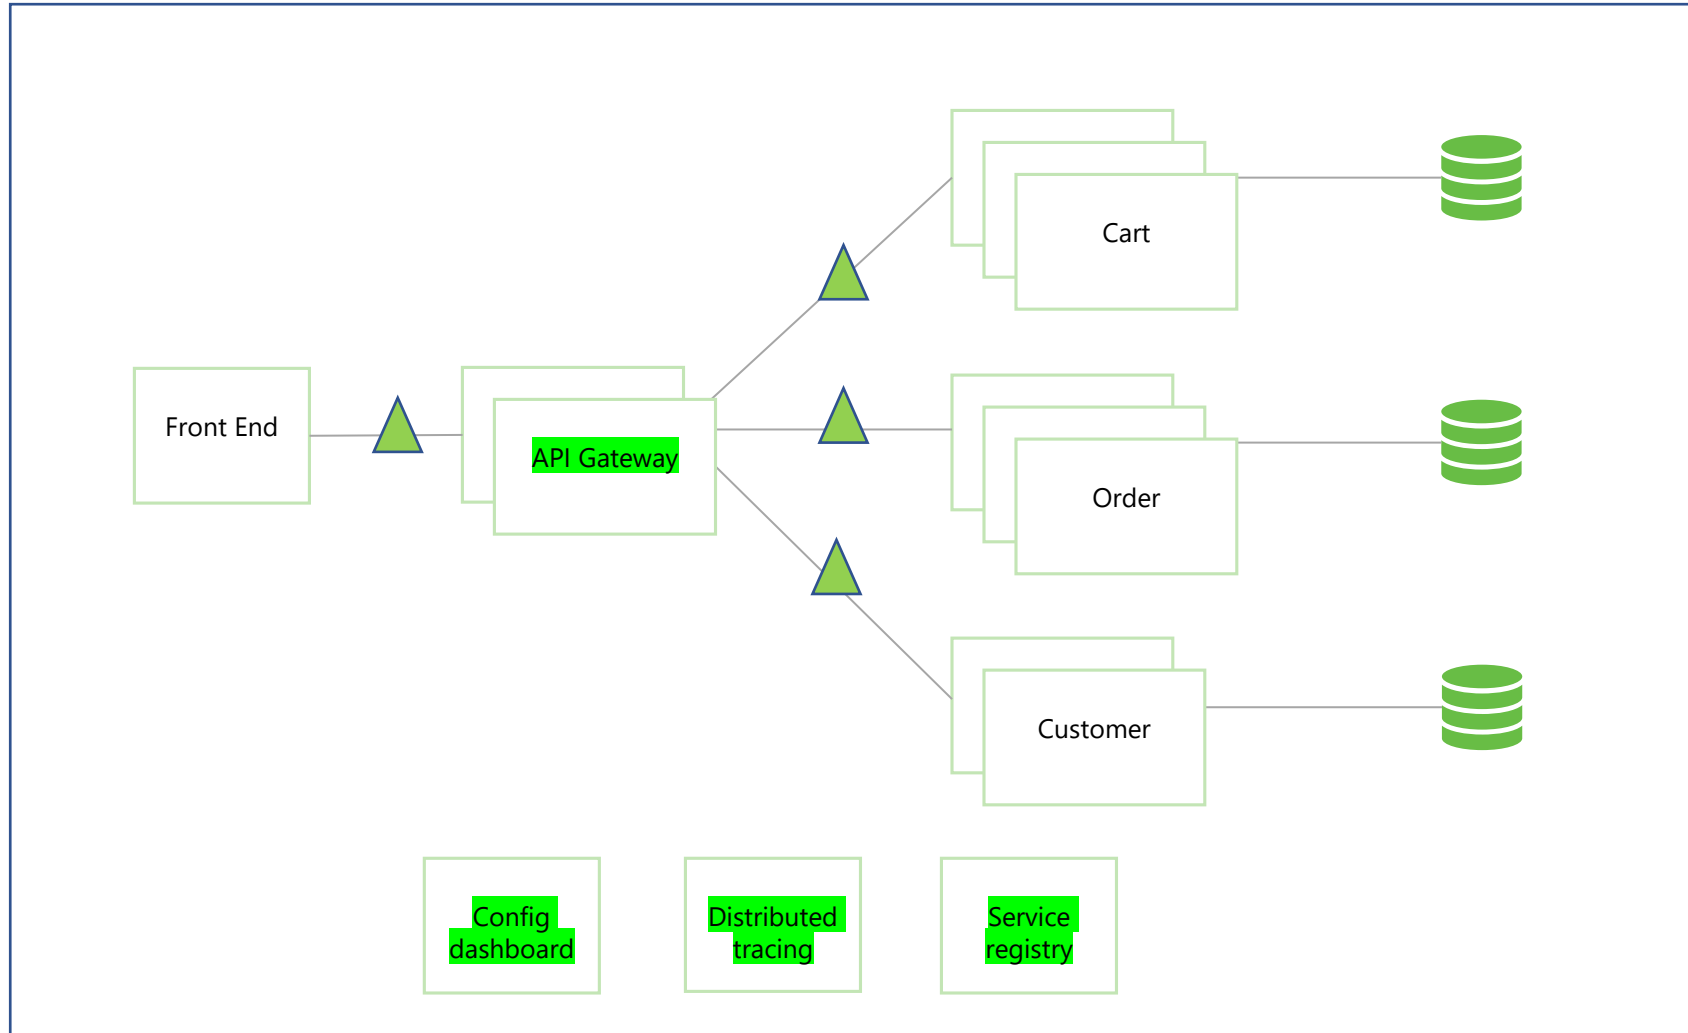 Cart
Front End
API Gateway
Order
Customer
Config
dashboard
Distributed
tracing
Service
registry